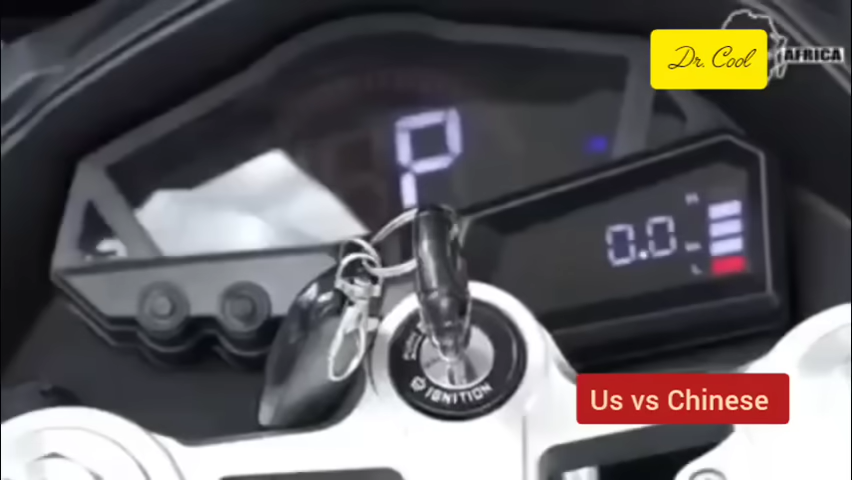 Dr. Cool
AFRICA
P
0.0
H
L
IGNITION
Us vs Chinese